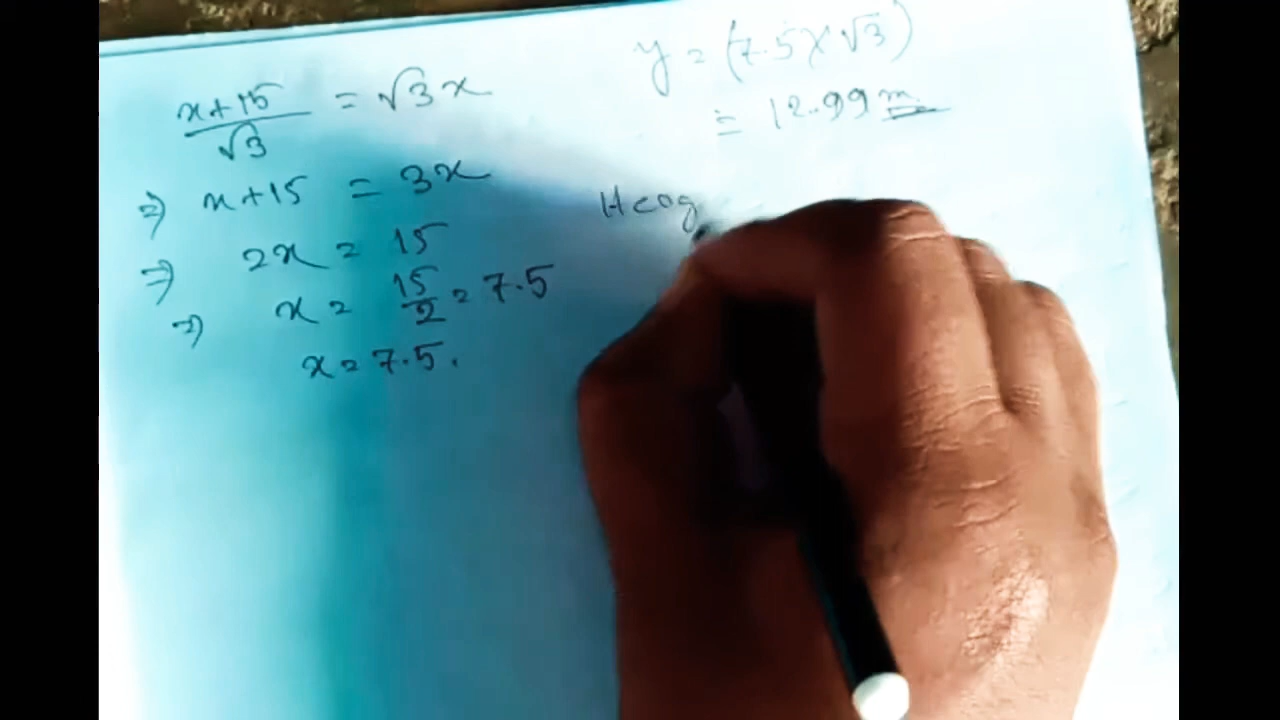 x+15/√3 = √3x
⇒ x+15 = 3x
⇒ 2x = 15
⇒ x = 15/2 = 7.5
x = 7.5.
y = (7.5×√3)
= 12.99 m